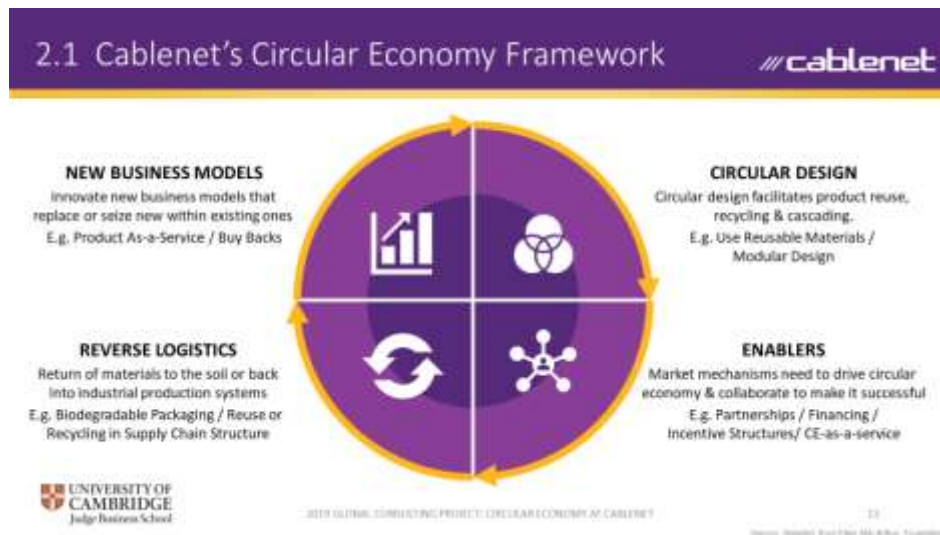 2.1 Cablenet's Circular Economy Framework
cablenet
NEW BUSINESS MODELS
Innovate new business models that
replace or seize new within existing ones
E.g. Product As-a-Service / Buy Backs
CIRCULAR DESIGN
Circular design facilitates product reuse,
recycling & cascading.
E.g. Use Reusable Materials /
Modular Design
REVERSE LOGISTICS
Return of materials to the soil or back
into industrial production systems
E.g. Biodegradable Packaging / Reuse or
Recycling in Supply Chain Structure
ENABLERS
Market mechanisms need to drive circular
economy & collaborate to make it successful
E.g. Partnerships / Financing /
Incentive Structures/ CE-as-a-service
UNIVERSITY OF
CAMBRIDGE
Judge Business School
2019 GLOBAL CONSULTING PROJECT: CIRCULAR ECONOMY AT CABLENET
13